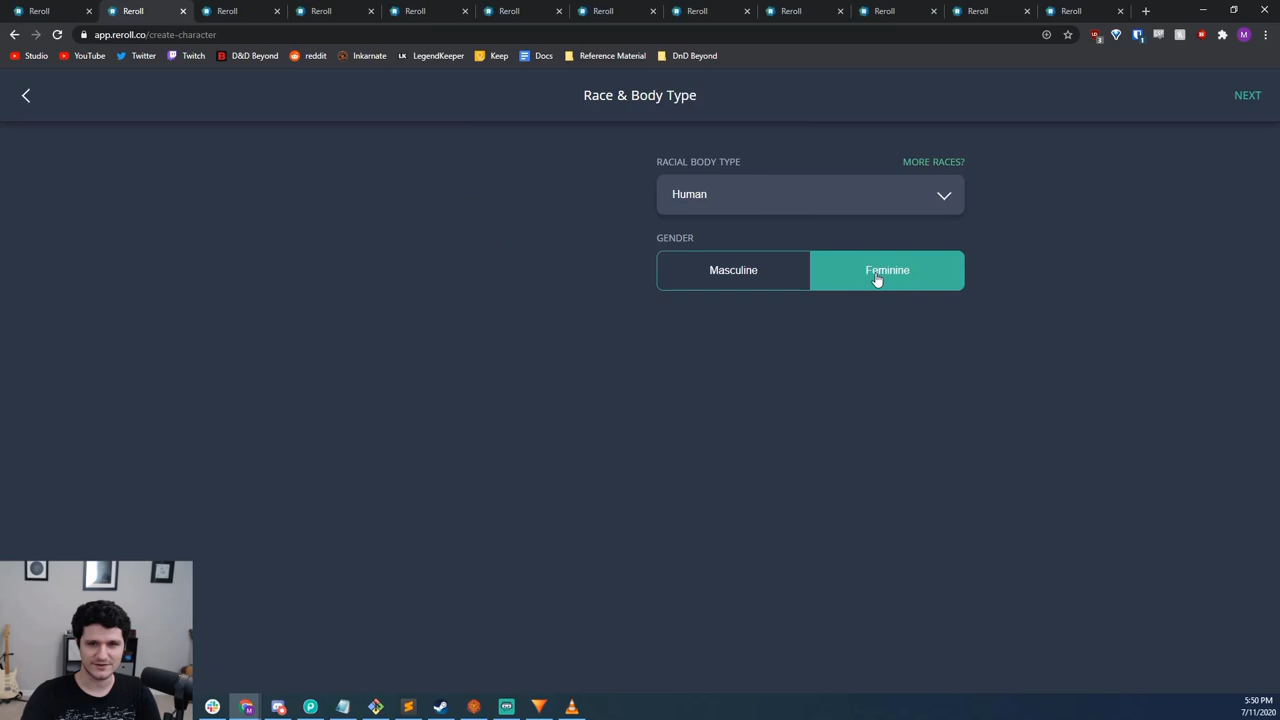 Reroll Reroll Reroll Reroll Reroll Reroll Reroll Reroll Reroll Reroll Reroll Reroll
app.reroll.co/create-character
Studio YouTube Twitter Twitch D&D Beyond reddit Inkarnate LK LegendKeeper Keep Docs Reference Material DnD Beyond
Race & Body Type
NEXT
RACIAL BODY TYPE
MORE RACES?
Human
GENDER
Masculine
Feminine
5:50 PM
7/11/2020